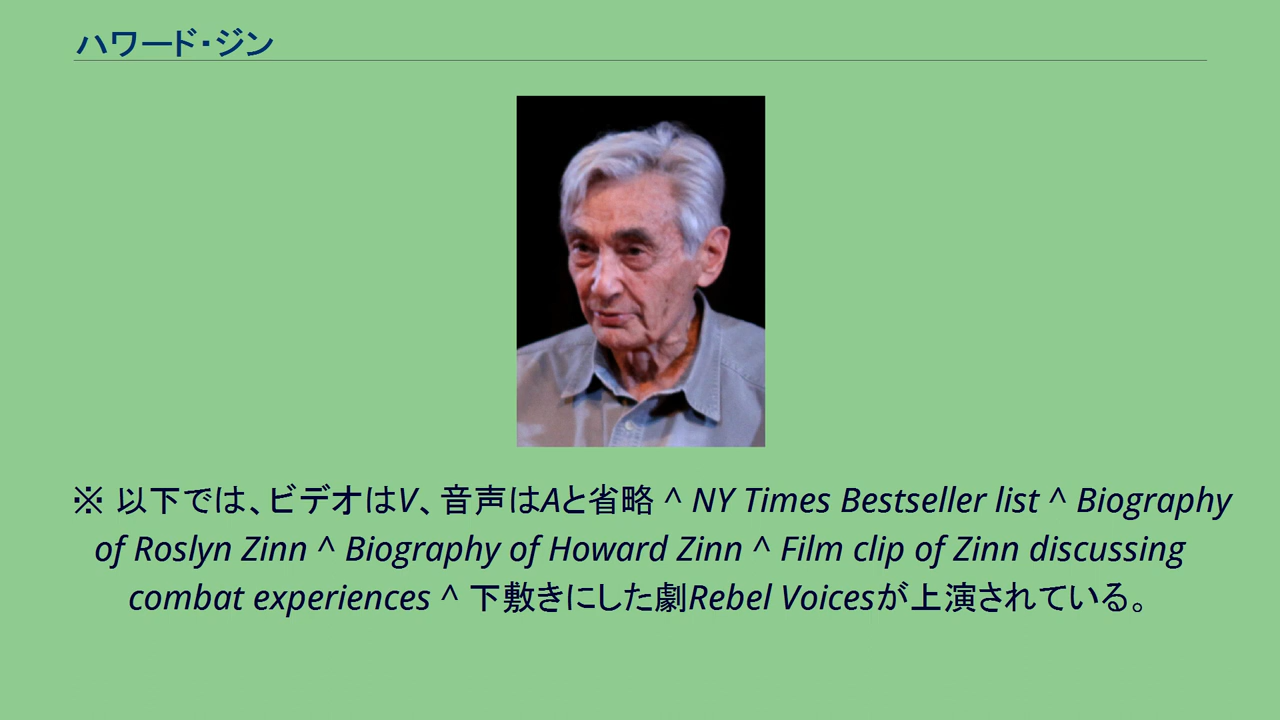 ハワード・ジン
※ 以下では、ビデオはV、音声はAと省略 ^ NY Times Bestseller list ^ Biography
of Roslyn Zinn ^ Biography of Howard Zinn ^ Film clip of Zinn discussing
combat experiences ^ 下敷きにした劇Rebel Voicesが上演されている。